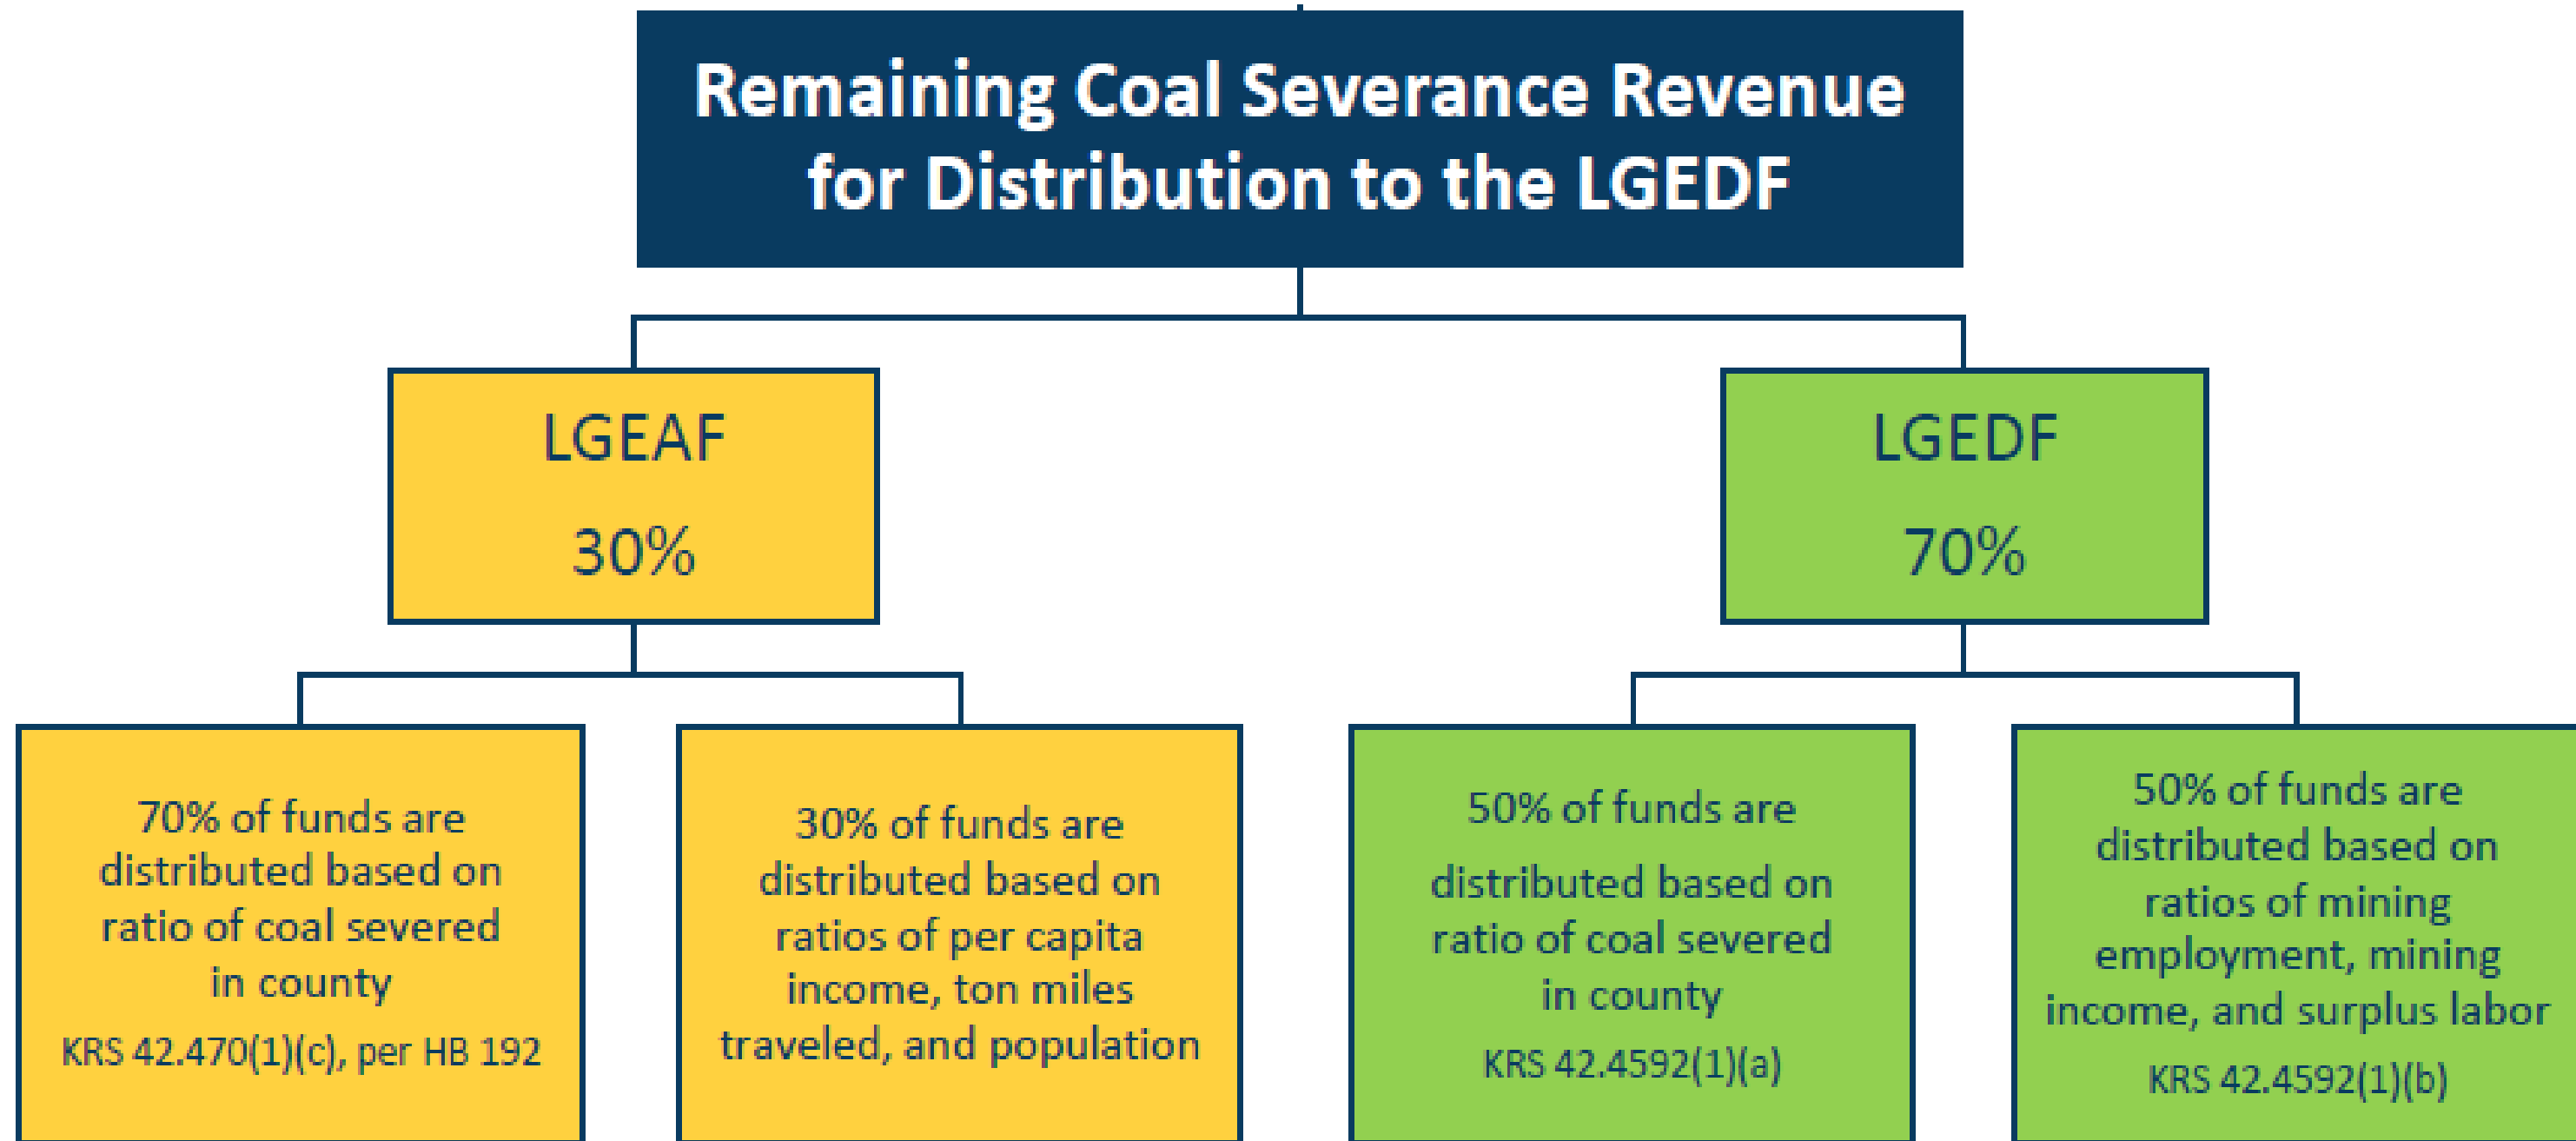 Remaining Coal Severance Revenue
for Distribution to the LGEDF
LGEAF
30%
LGEDF
70%
70% of funds are
distributed based on
ratio of coal severed
in county
KRS 42.470(1)(c), per HB 192
30% of funds are
distributed based on
ratios of per capita
income, ton miles
traveled, and population
50% of funds are
distributed based on
ratio of coal severed
in county
KRS 42.4592(1)(a)
50% of funds are
distributed based on
ratios of mining
employment, mining
income, and surplus labor
KRS 42.4592(1)(b)